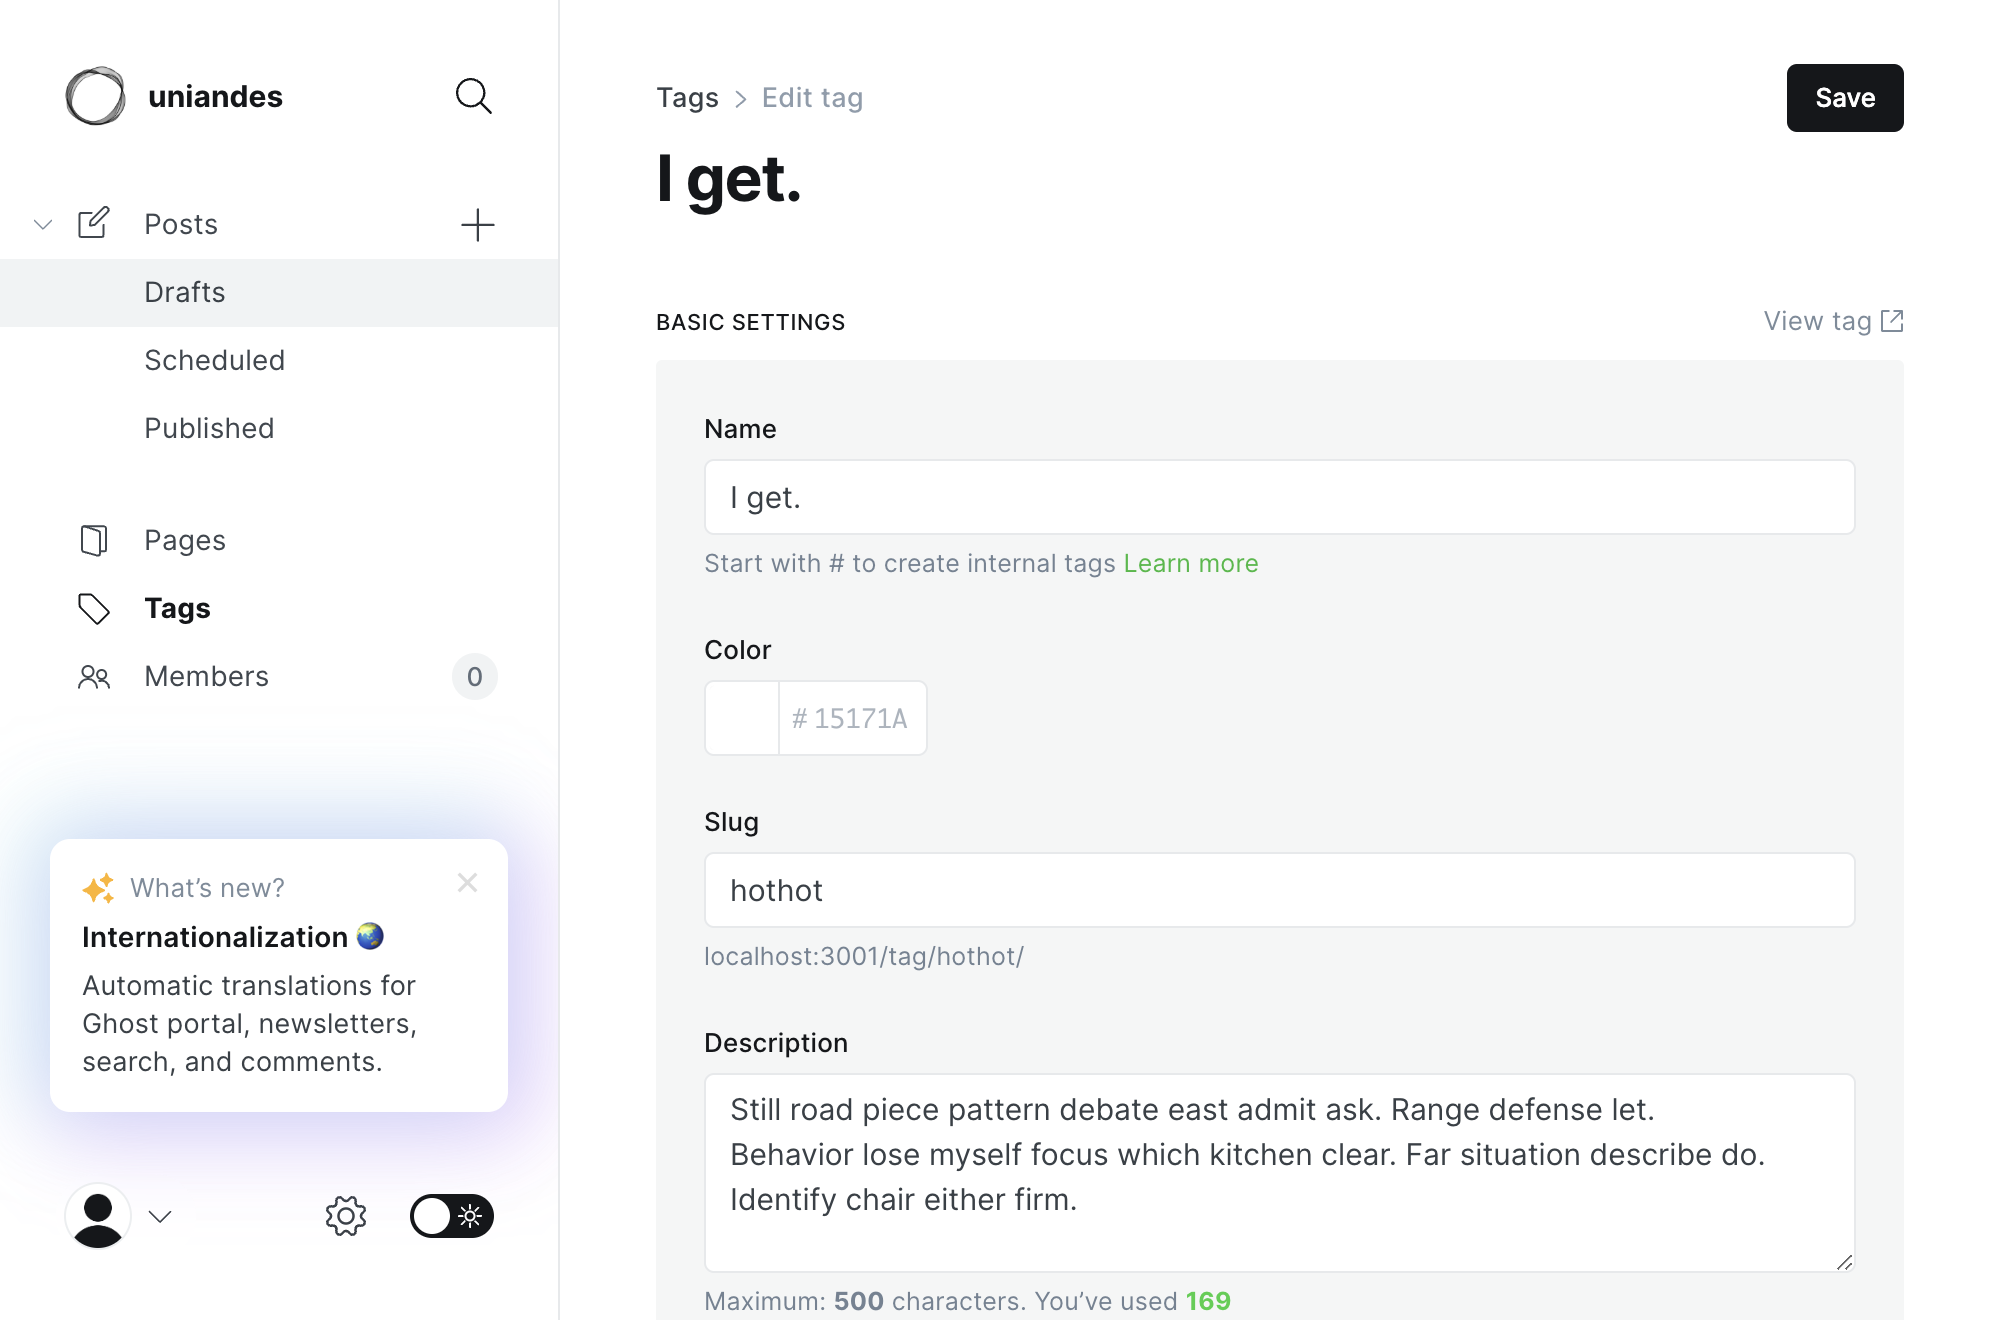 uniandes
Posts
Drafts
Scheduled
Published
Pages
Tags
Members
0
What’s new?
Internationalization
Automatic translations for
Ghost portal, newsletters,
search, and comments.
Tags > Edit tag
Save
I get.
BASIC SETTINGS
View tag
Name
I get.
Start with # to create internal tags Learn more
Color
# 15171A
Slug
hothot
localhost:3001/tag/hothot/
Description
Still road piece pattern debate east admit ask. Range defense let.
Behavior lose myself focus which kitchen clear. Far situation describe do.
Identify chair either firm.
Maximum: 500 characters. You’ve used 169